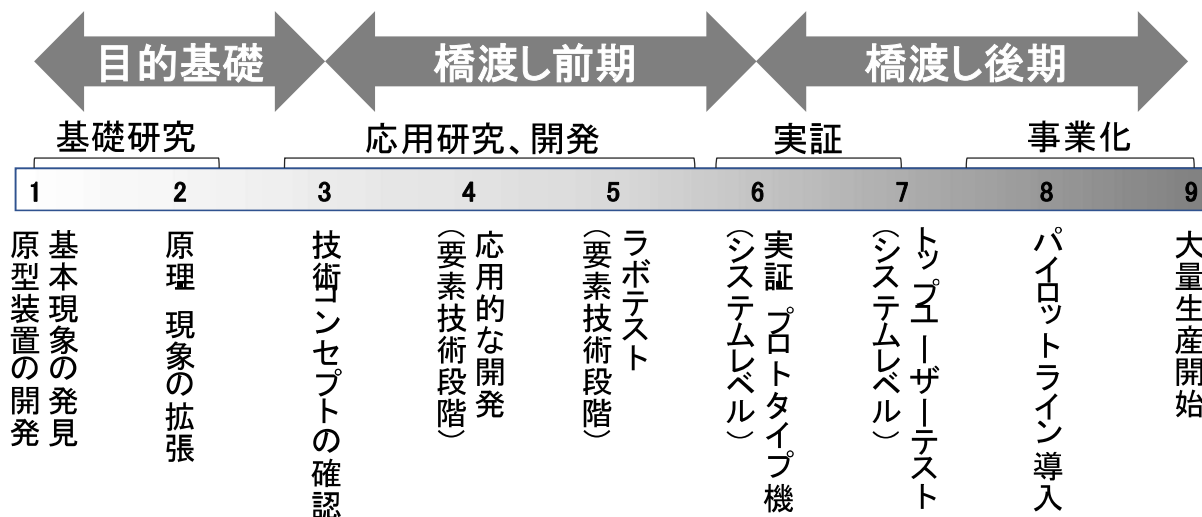 目的基礎
橋渡し前期
橋渡し後期
基礎研究
応用研究、開発
実証
事業化
1
2
3
4
5
6
7
8
9
基本現象の発見
原型装置の開発
原理 現象の拡張
技術コンセプトの確認
応用的な開発
(要素技術段階)
ラボテスト
(要素技術段階)
実証 プロトタイプ機
(システムレベル)
トップユーザーテスト
(システムレベル)
パイロットライン導入
大量生産開始